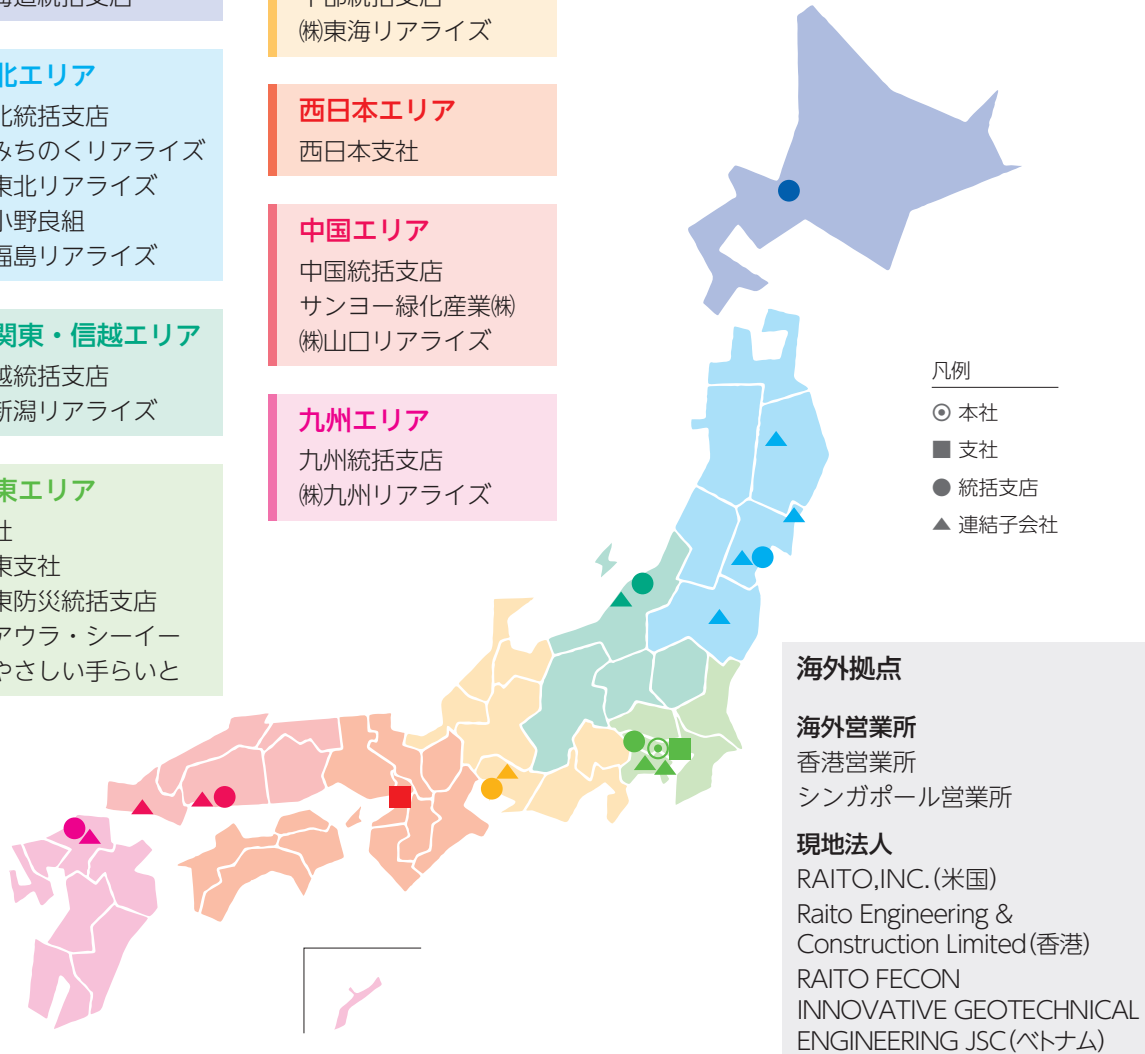 海道統括支店
北エリア
北統括支店
みちのくリアライズ
東北リアライズ
小野良組
福島リアライズ
関東・信越エリア
越統括支店
新潟リアライズ
東エリア
社
東支社
東防災統括支店
アウラ・シーイー
やさしい手らいと
中部統括支店
㈱東海リアライズ
西日本エリア
西日本支社
中国エリア
中国統括支店
サンヨー緑化産業㈱
㈱山口リアライズ
九州エリア
九州統括支店
㈱九州リアライズ
凡例
本社
支社
統括支店
連結子会社
海外拠点
海外営業所
香港営業所
シンガポール営業所
現地法人
RAITO,INC.(米国)
Raito Engineering &
Construction Limited(香港)
RAITO FECON
INNOVATIVE GEOTECHNICAL
ENGINEERING JSC(ベトナム)